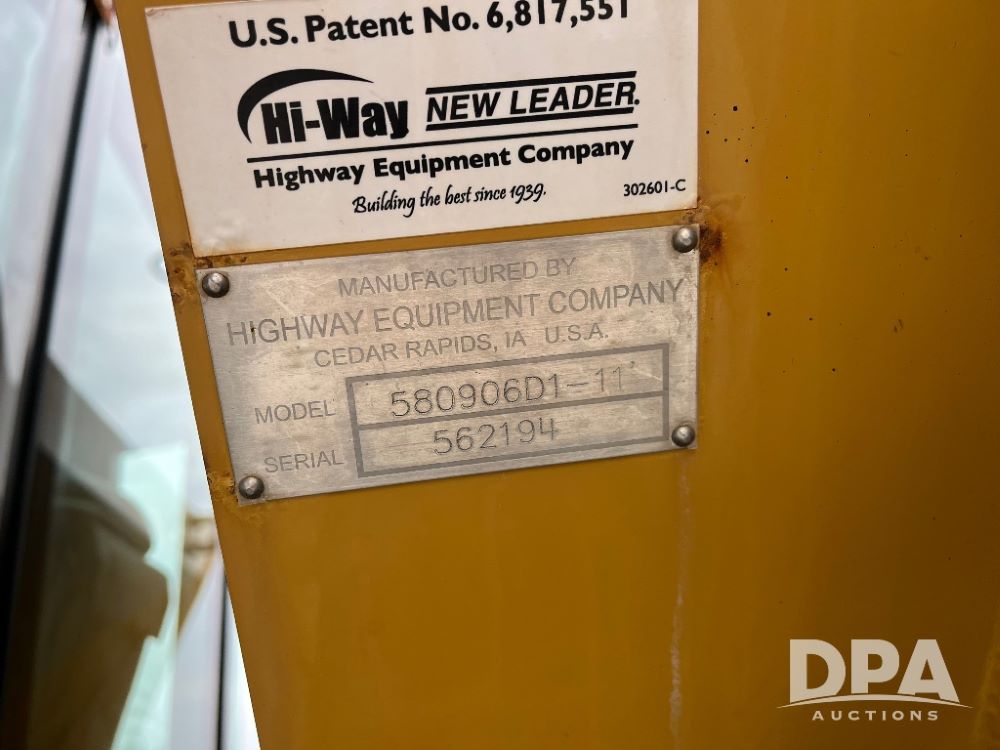 U.S. Patent No. 6,817,551
Hi-Way NEW LEADER.
Highway Equipment Company
Building the best since 1939.
302601-C
MANUFACTURED BY
HIGHWAY EQUIPMENT COMPANY
CEDAR RAPIDS, IA U.S.A.
MODEL 580906D1-11
SERIAL 562194
DPA
AUCTIONS